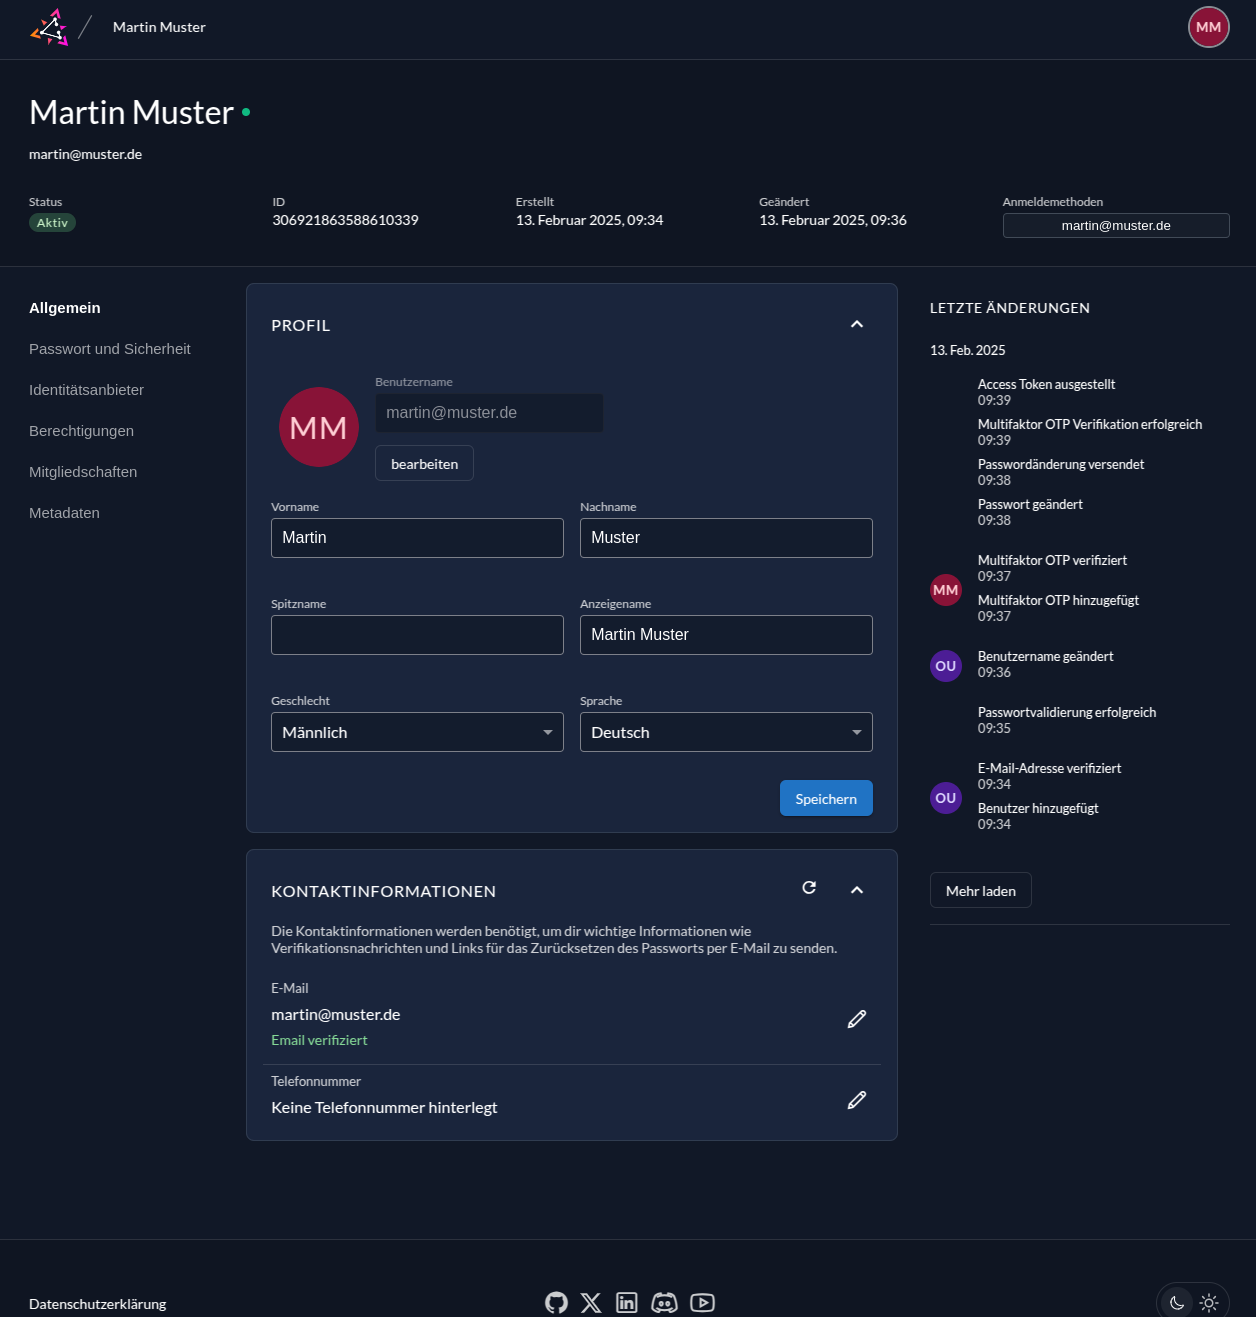 Martin Muster
MM
Martin Muster
martin@muster.de
Status
Aktiv
ID
306921863588610339
Erstellt
13. Februar 2025, 09:34
Geändert
13. Februar 2025, 09:36
Anmeldemethoden
martin@muster.de
Allgemein
Passwort und Sicherheit
Identitätsanbieter
Berechtigungen
Mitgliedschaften
Metadaten
PROFIL
MM
Benutzername
martin@muster.de
bearbeiten
Vorname
Martin
Nachname
Muster
Spitzname
Anzeigename
Martin Muster
Geschlecht
Männlich
Sprache
Deutsch
Speichern
KONTAKTINFORMATIONEN
Die Kontaktinformationen werden benötigt, um dir wichtige Informationen wie
Verifikationsnachrichten und Links für das Zurücksetzen des Passworts per E-Mail zu senden.
E-Mail
martin@muster.de
Email verifiziert
Telefonnummer
Keine Telefonnummer hinterlegt
LETZTE ÄNDERUNGEN
13. Feb. 2025
Access Token ausgestellt
09:39
Multifaktor OTP Verifikation erfolgreich
09:39
Passwordänderung versendet
09:38
Passwort geändert
09:38
MM
Multifaktor OTP verifiziert
09:37
Multifaktor OTP hinzugefügt
09:37
OU
Benutzername geändert
09:36
Passwortvalidierung erfolgreich
09:35
OU
E-Mail-Adresse verifiziert
09:34
Benutzer hinzugefügt
09:34
Mehr laden
Datenschutzerklärung